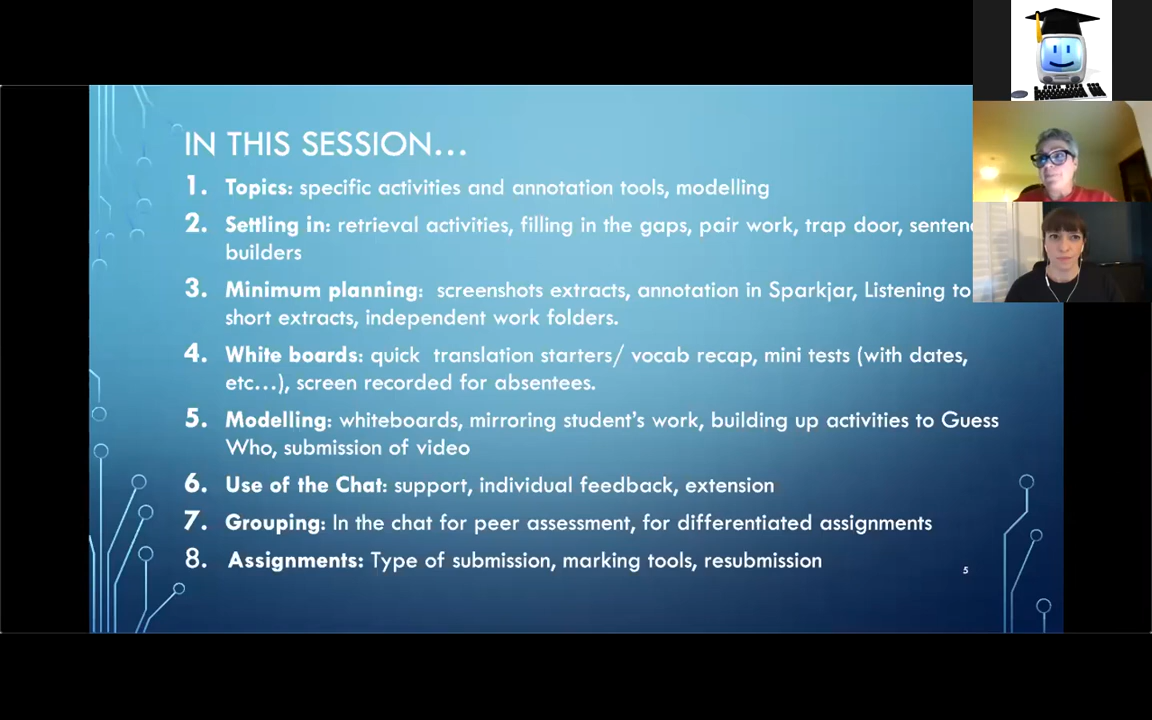 IN THIS SESSION...
1. Topics: specific activities and annotation tools, modelling
2. Settling in: retrieval activities, filling in the gaps, pair work, trap door,
builders
3. Minimum planning: screenshots extracts, annotation in Sparkjar, Listening to
short extracts, independent work folders.
4. White boards: quick translation starters/ vocab recap, mini tests (with dates,
etc...), screen recorded for absentees.
5. Modelling: whiteboards, mirroring student's work, building up activities to Guess
Who, submission of video
6. Use of the Chat: support, individual feedback, extension
7. Grouping: In the chat for peer assessment, for differentiated assignments
8. Assignments: Type of submission, marking tools, resubmission
5